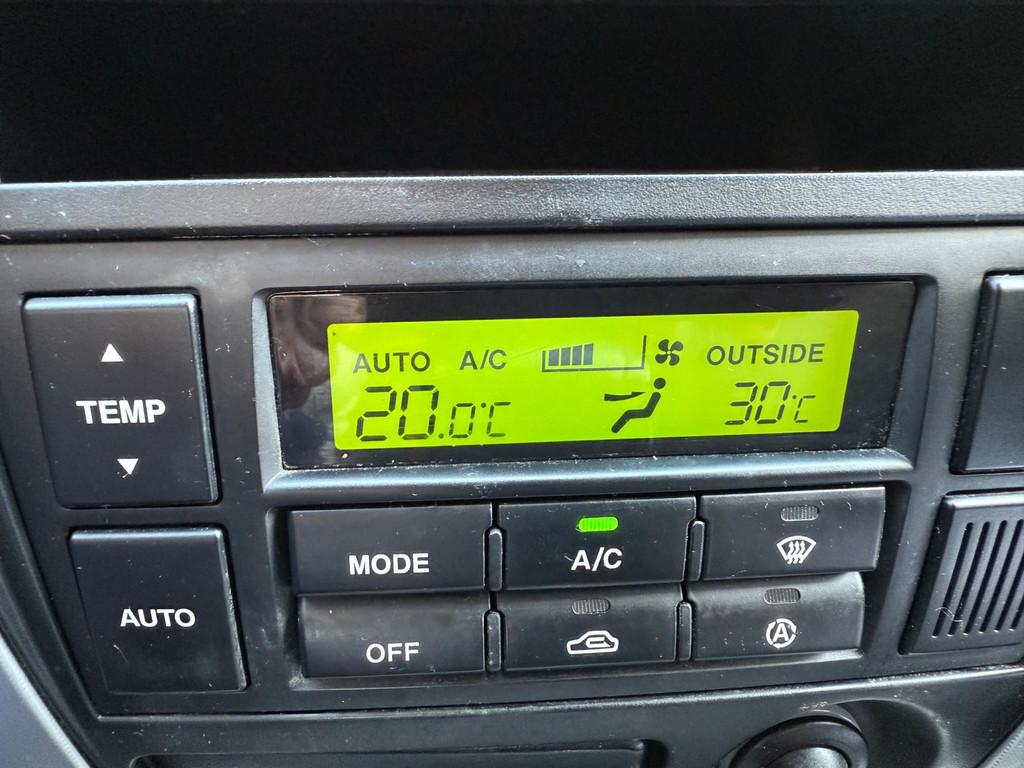 AUTO A/C OUTSIDE
20.0°C 30°C
TEMP
MODE A/C
AUTO
OFF A